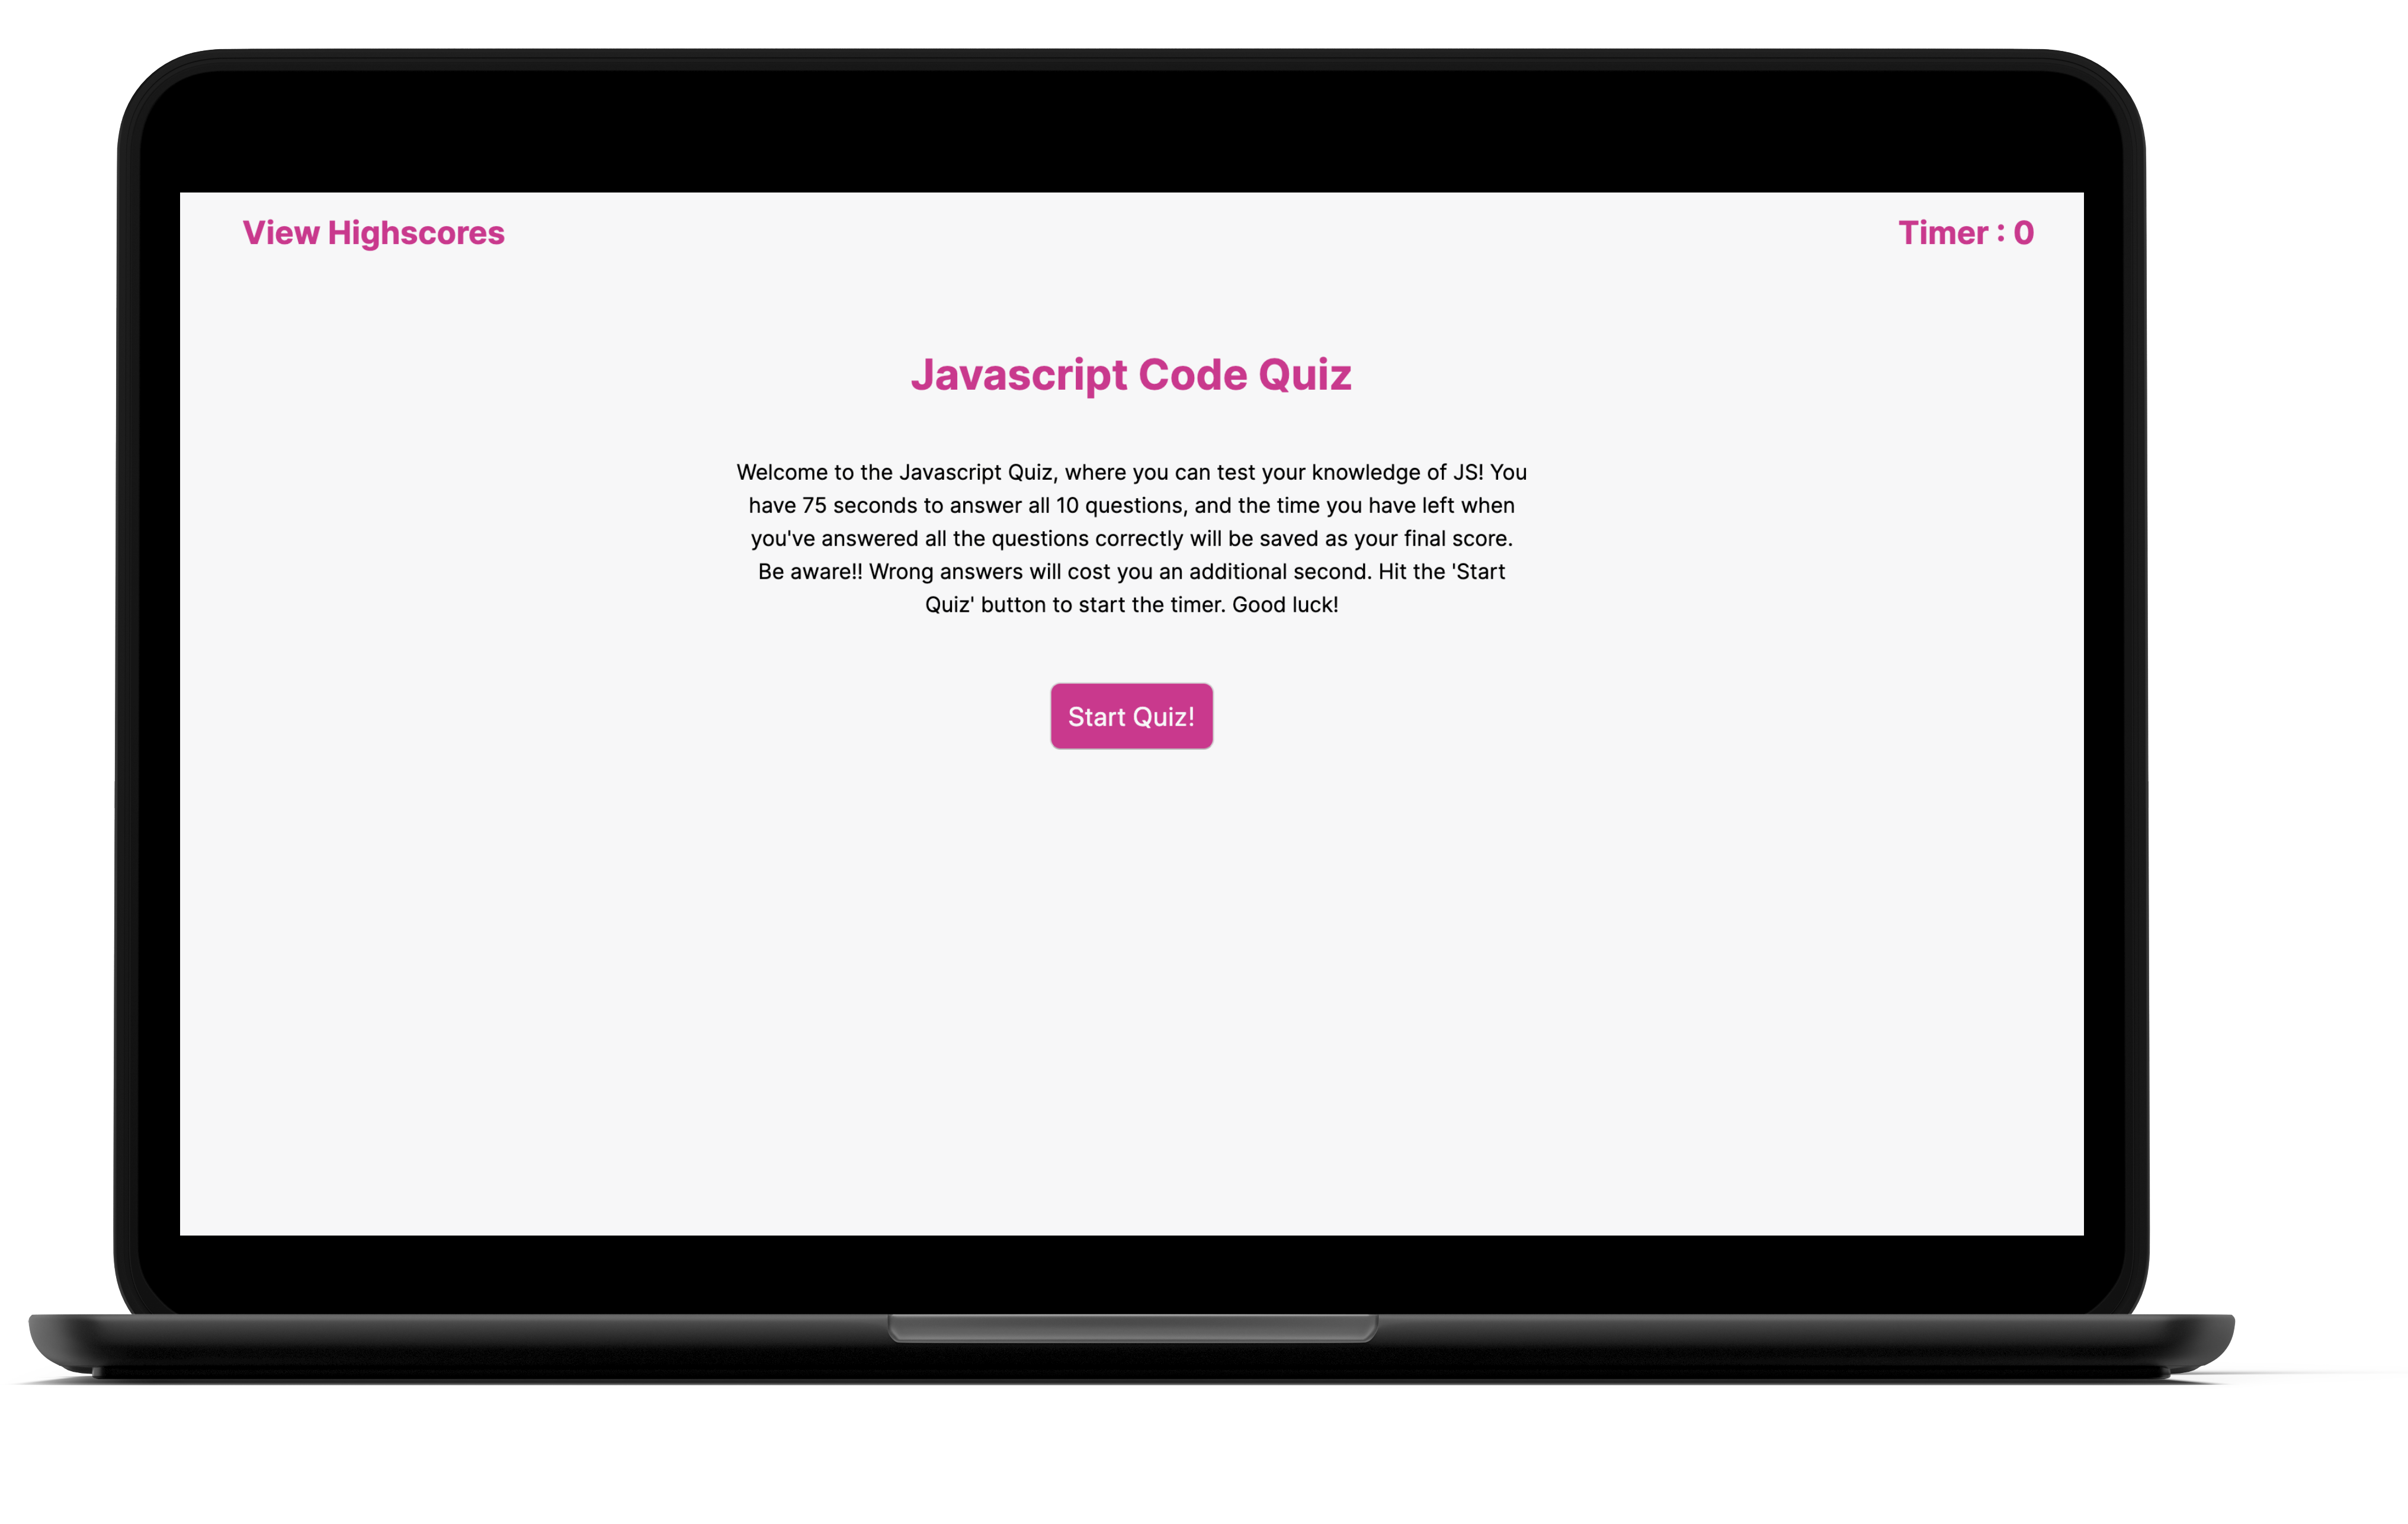 View Highscores
Timer : 0
Javascript Code Quiz
Welcome to the Javascript Quiz, where you can test your knowledge of JS! You
have 75 seconds to answer all 10 questions, and the time you have left when
you've answered all the questions correctly will be saved as your final score.
Be aware!! Wrong answers will cost you an additional second. Hit the 'Start
Quiz' button to start the timer. Good luck!
Start Quiz!